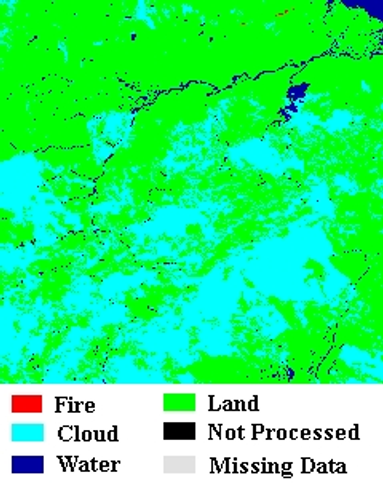 Fire Land
Cloud Not Processed
Water Missing Data